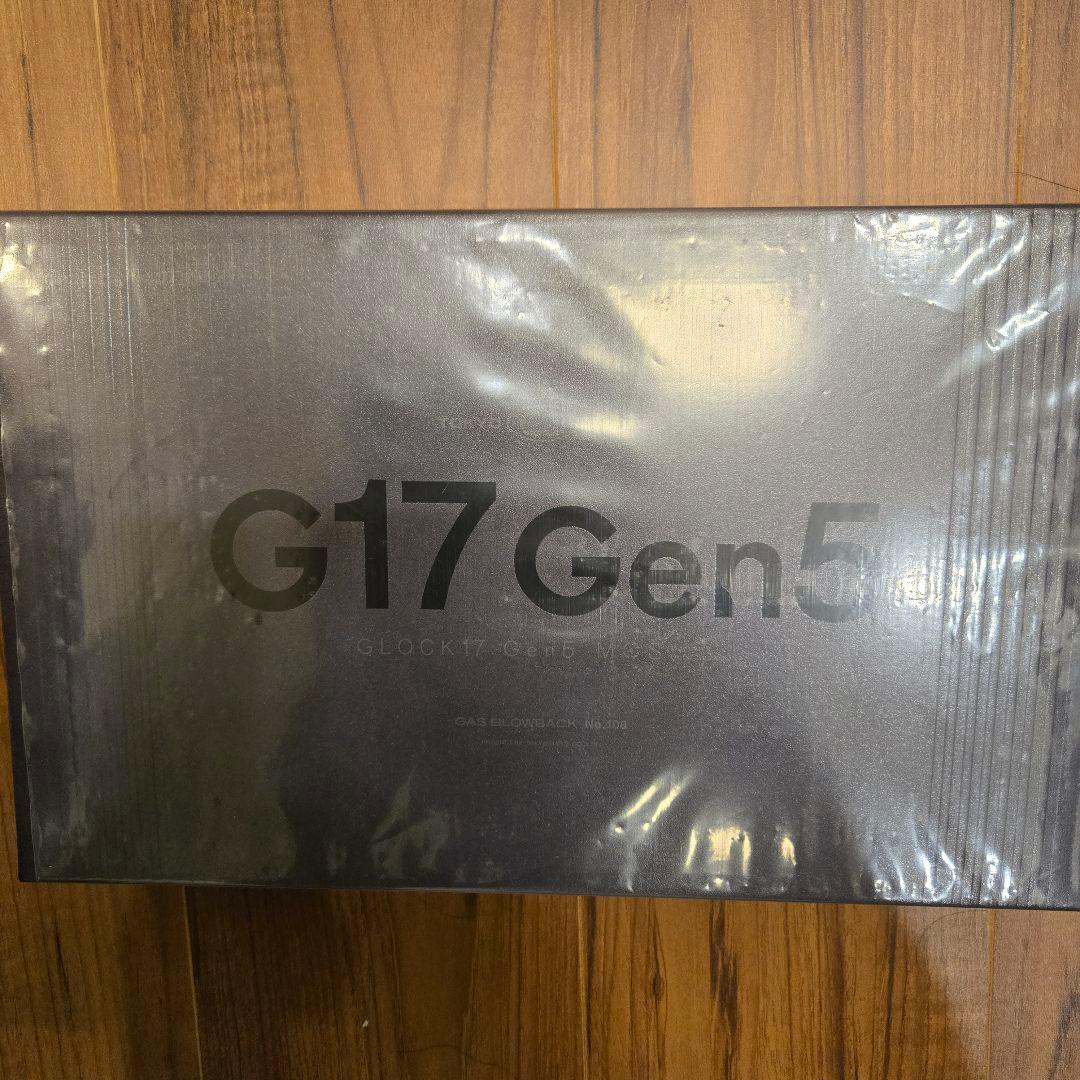 G17 Gen5
GLOCK17 Gen5 MOS
GAS BLOWBACK No.108